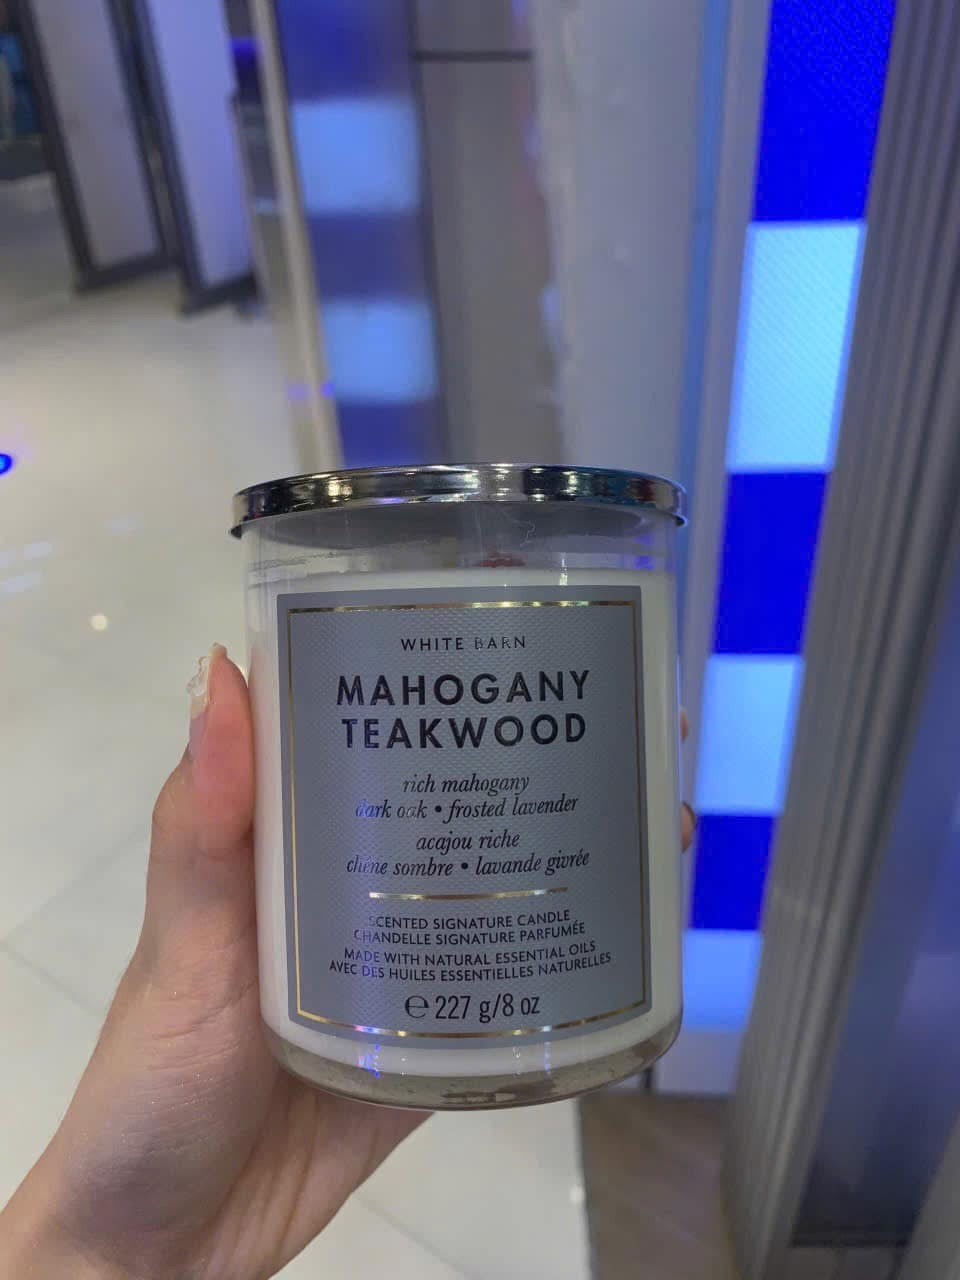 WHITE BARN
MAHOGANY
TEAKWOOD
rich mahogany
dark oak • frosted lavender
acajou riche
chêne sombre • lavande givrée
SCENTED SIGNATURE CANDLE
CHANDELLE SIGNATURE PARFUMÉE
MADE WITH NATURAL ESSENTIAL OILS
AVEC DES HUILES ESSENTIELLES NATURELLES
℮ 227 g/8 oz